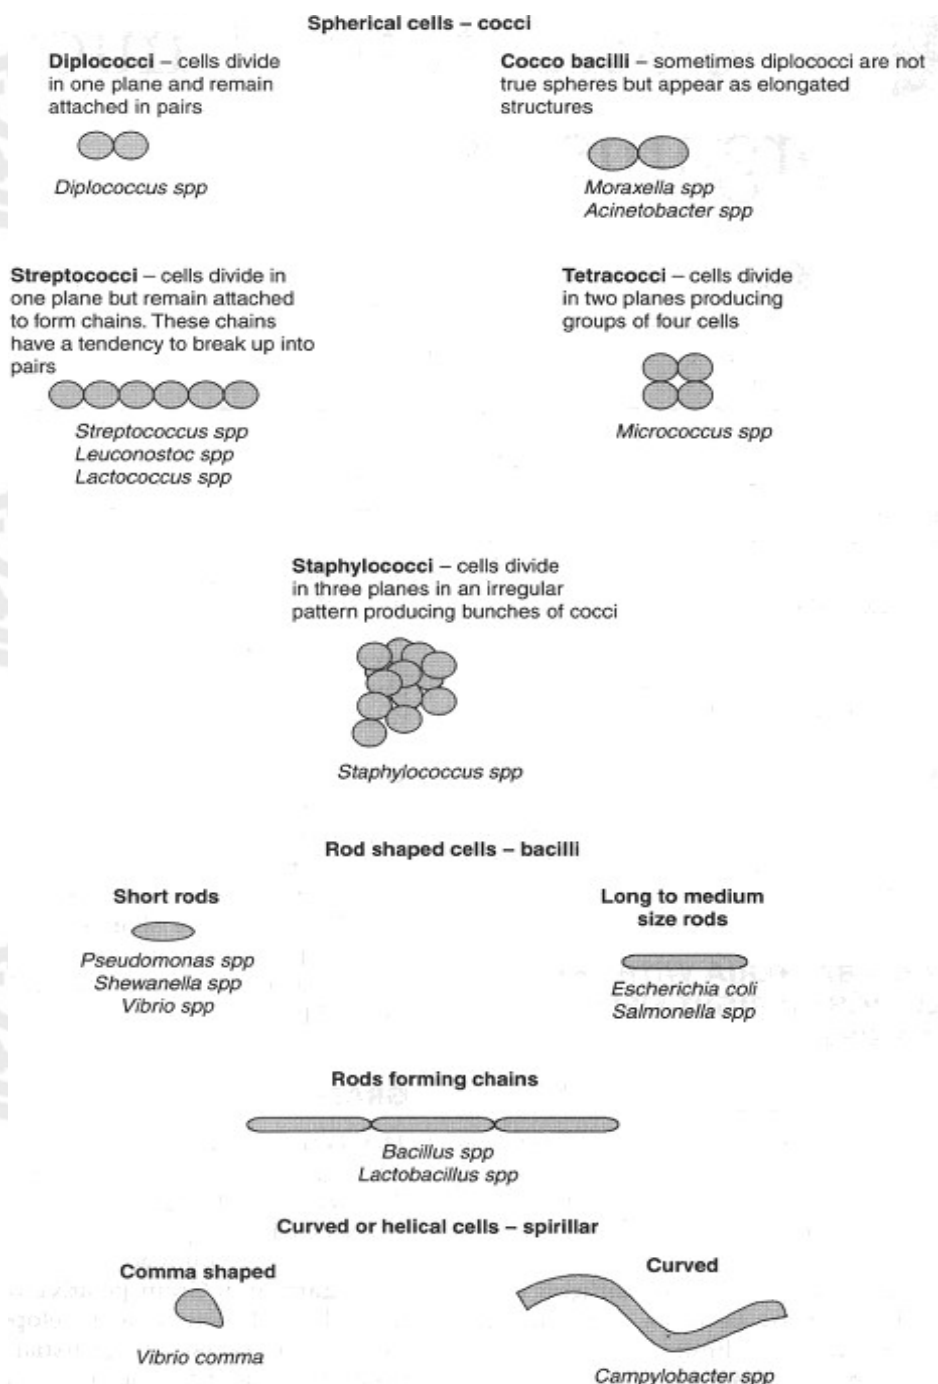 Spherical cells – cocci
Diplococci – cells divide
in one plane and remain
attached in pairs
Diplococcus spp
Cocco bacilli – sometimes diplococci are not
true spheres but appear as elongated
structures
Moraxella spp
Acinetobacter spp
Streptococci – cells divide in
one plane but remain attached
to form chains. These chains
have a tendency to break up into
pairs
Streptococcus spp
Leuconostoc spp
Lactococcus spp
Tetracocci – cells divide
in two planes producing
groups of four cells
Micrococcus spp
Staphylococci – cells divide
in three planes in an irregular
pattern producing bunches of cocci
Staphylococcus spp
Rod shaped cells – bacilli
Short rods
Pseudomonas spp
Shewanella spp
Vibrio spp
Long to medium
size rods
Escherichia coli
Salmonella spp
Rods forming chains
Bacillus spp
Lactobacillus spp
Curved or helical cells – spirillar
Comma shaped
Vibrio comma
Curved
Campylobacter spp